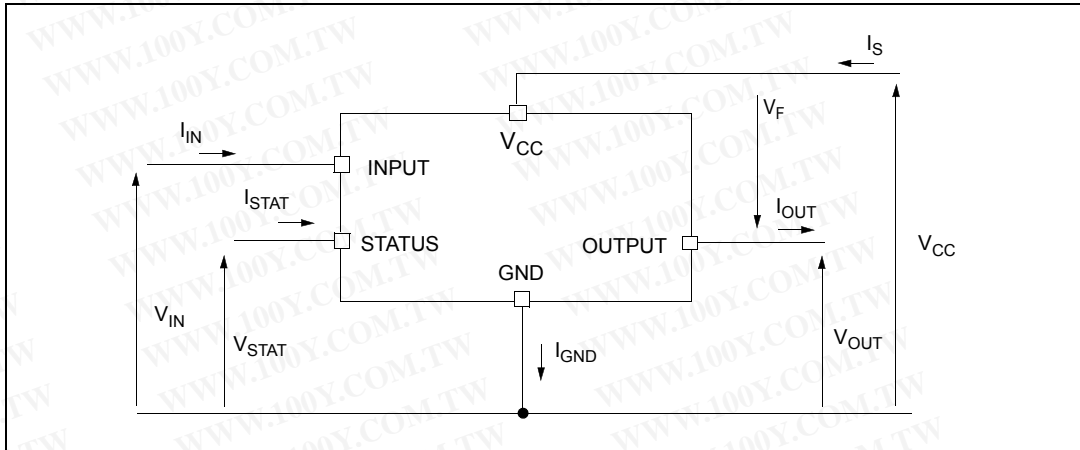 I_S
V_F
I_IN
V_CC
INPUT
I_STAT
I_OUT
STATUS
OUTPUT
V_CC
GND
V_IN
V_STAT
I_GND
V_OUT
WWW.100Y.COM.TW